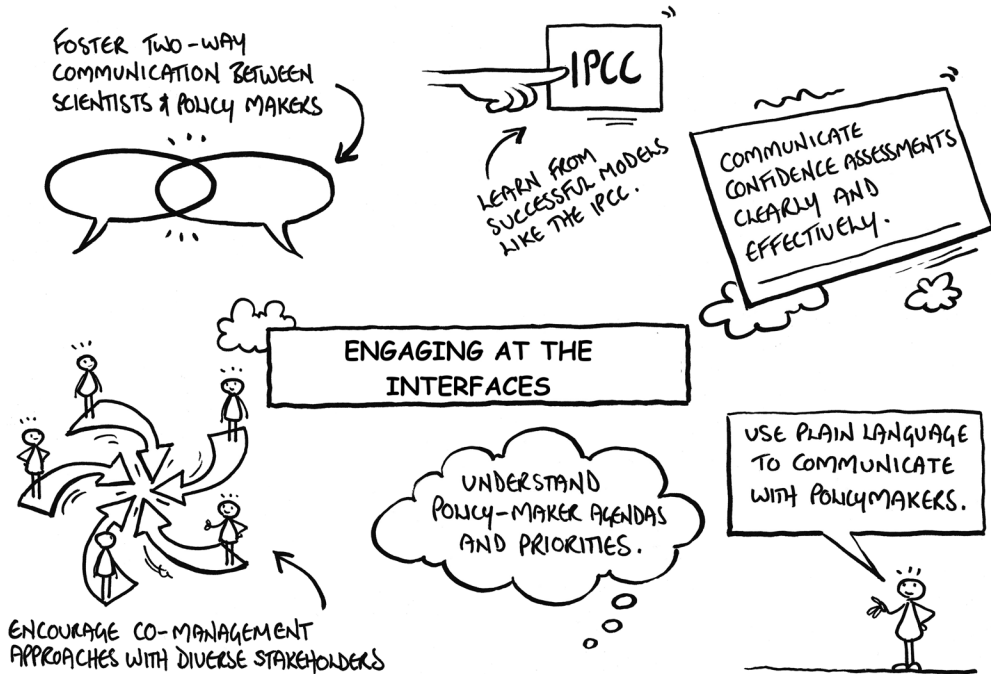 FOSTER TWO-WAY
COMMUNICATION BETWEEN
SCIENTISTS & POLICY MAKERS
IPCC
LEARN FROM
SUCCESSFUL MODELS
LIKE THE IPCC.
COMMUNICATE
CONFIDENCE ASSESSMENTS
CLEARLY AND
EFFECTIVELY.
ENGAGING AT THE
INTERFACES
UNDERSTAND
POLICY-MAKER AGENDAS
AND PRIORITIES.
USE PLAIN LANGUAGE
TO COMMUNICATE
WITH POLICYMAKERS.
ENCOURAGE CO-MANAGEMENT
APPROACHES WITH DIVERSE STAKEHOLDERS